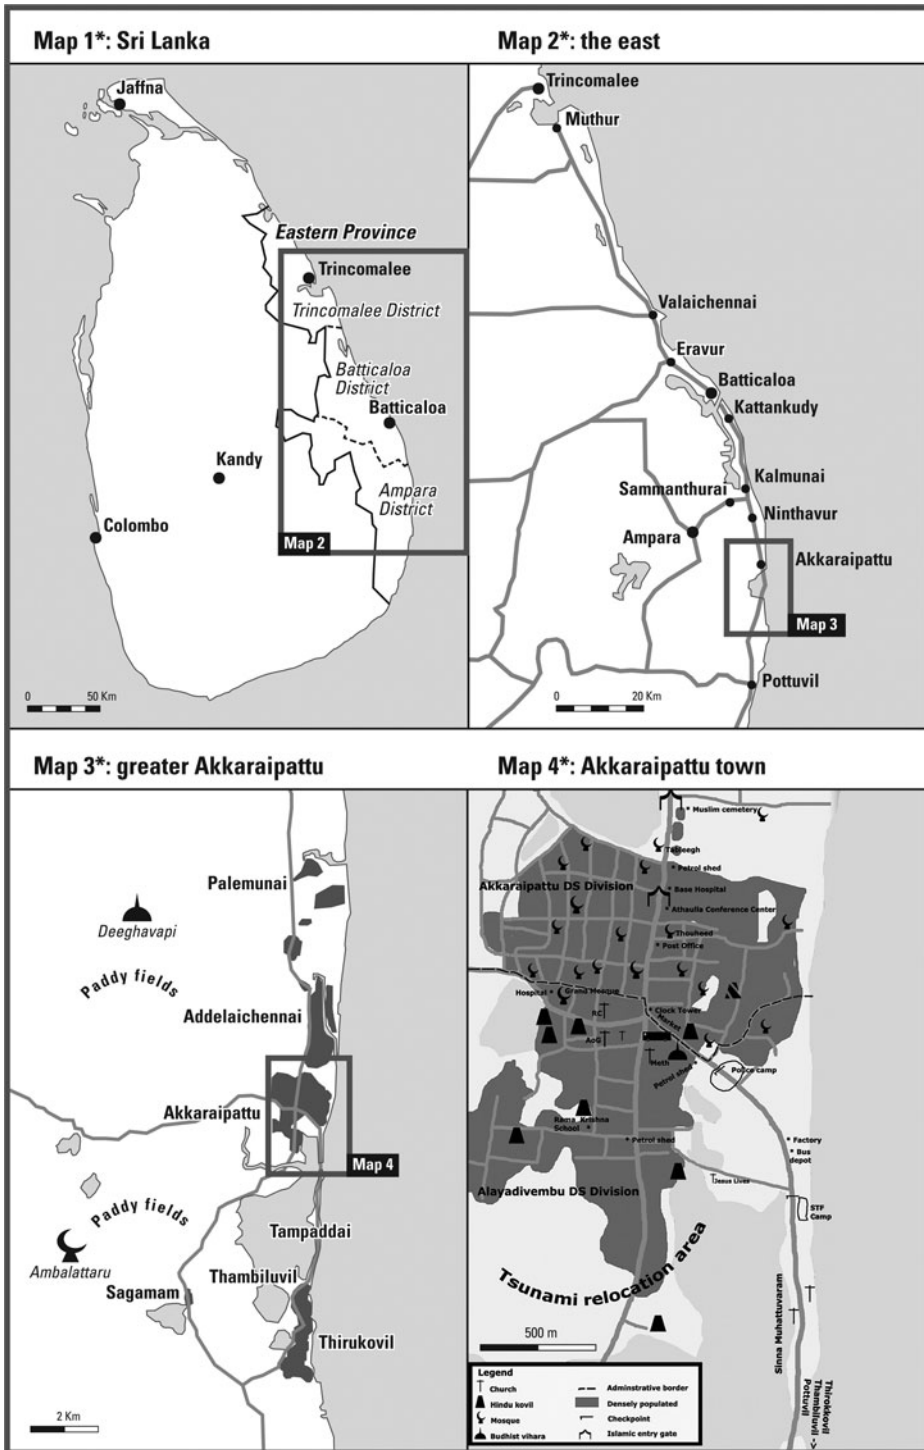 Map 1*: Sri Lanka
Jaffna
Eastern Province
Trincomalee
Trincomalee District
Batticaloa
District
Batticaloa
Kandy
Ampara
District
Colombo
Map 2
0 50 Km
Map 2*: the east
Trincomalee
Muthur
Valaichennai
Eravur
Batticaloa
Kattankudy
Kalmunai
Sammanthurai
Ninthavur
Ampara
Akkaraipattu
Map 3
0 20 Km
Pottuvil
Map 3*: greater Akkaraipattu
Palemunai
Deeghavapi
Paddy fields
Addelaichennai
Akkaraipattu
Map 4
Paddy fields
Tampaddai
Ambalattaru
Thambiluvil
Sagamam
Thirukovil
2 Km
Map 4*: Akkaraipattu town
Muslim cemetery
Tableegh
Petrol shed
Akkaraipattu DS Division
Base Hospital
Athaulla Conference Center
Thouheed
Post Office
Hospital
Grand Mosque
RC
Clock Tower
Market
AoG
Meth
Petrol shed
Police camp
Rama Krishna
School
Petrol shed
Factory
Bus
depot
Jesus Lives
Alayadivembu DS Division
STF
Camp
Tsunami relocation area
Sinna Muhattuvaram
500 m
Thirokkovil
Thambiluvil
Pottuvil ->
Legend
Church
Hindu kovil
Mosque
Budhist vihara
Adminstrative border
Densely populated
Checkpoint
Islamic entry gate